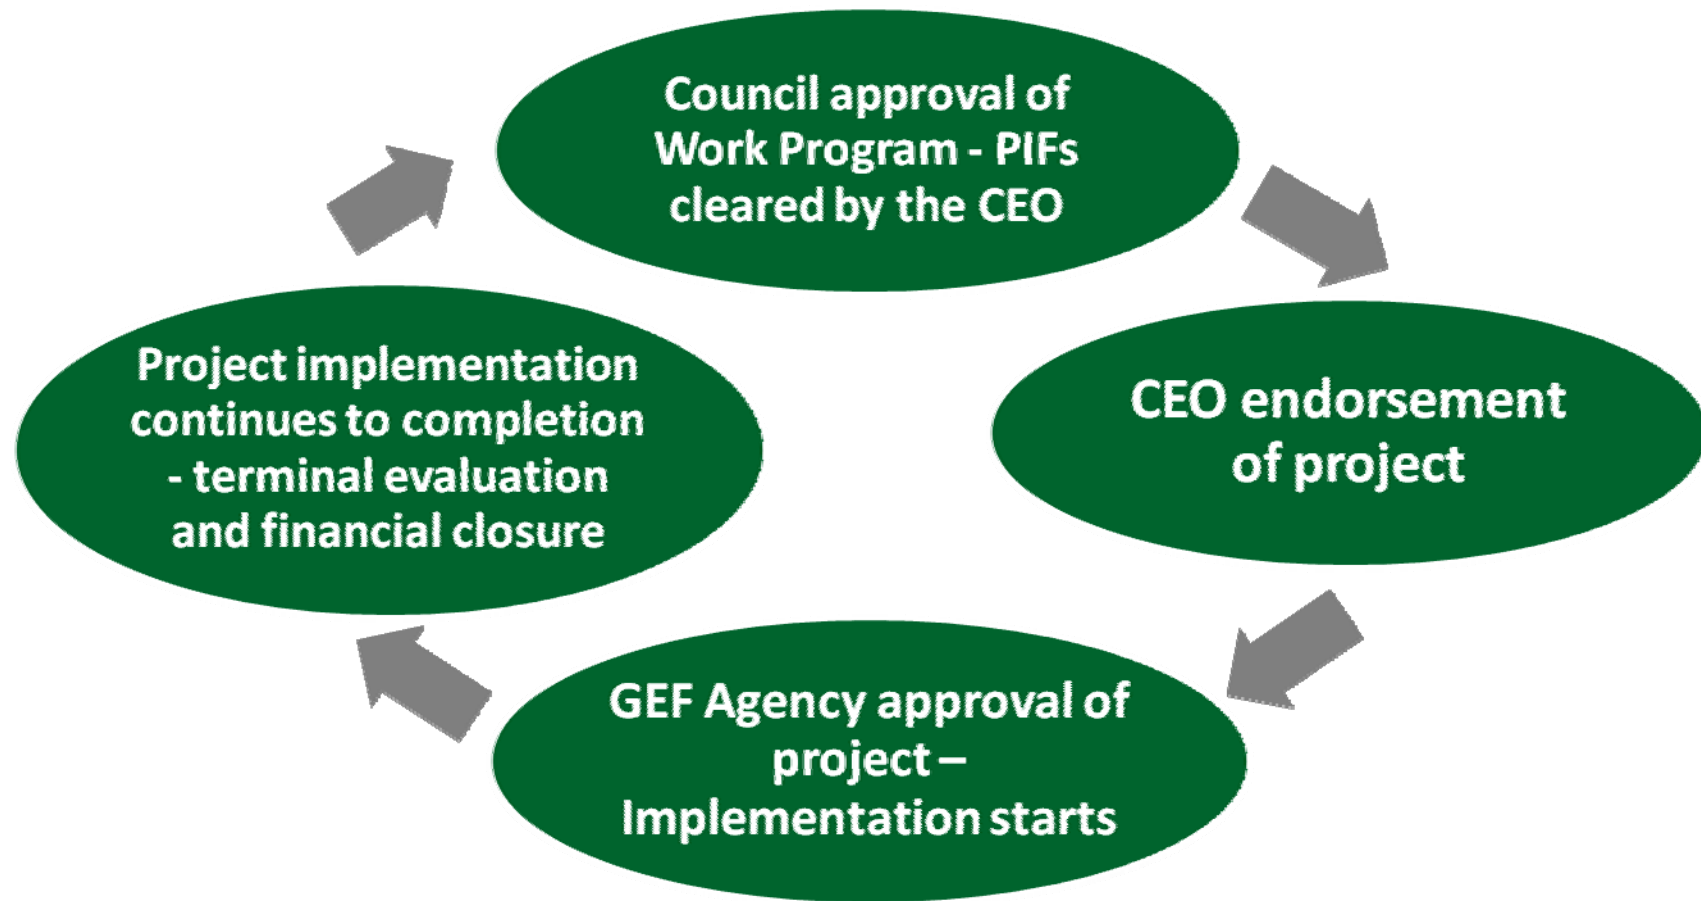 Council approval of
Work Program - PIFs
cleared by the CEO
CEO endorsement
of project
GEF Agency approval of
project –
Implementation starts
Project implementation
continues to completion
- terminal evaluation
and financial closure